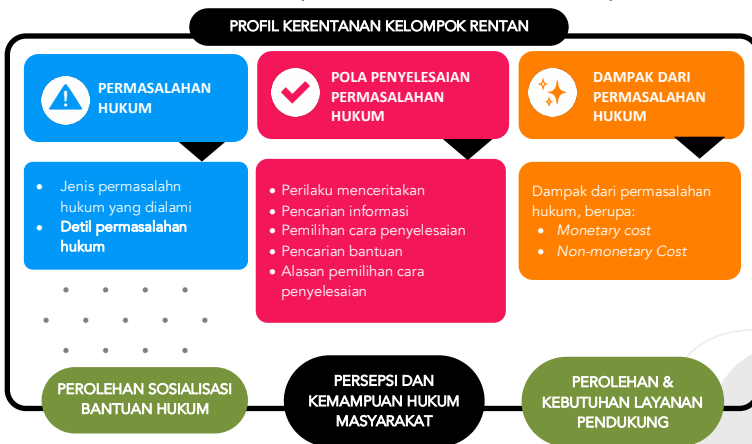 PROFIL KERENTANAN KELOMPOK RENTAN
PERMASALAHAN
HUKUM
POLA PENYELESAIAN
PERMASALAHAN
HUKUM
DAMPAK DARI
PERMASALAHAN
HUKUM
• Jenis permasalahn
hukum yang dialami
• Detil permasalahan
hukum
• Perilaku menceritakan
• Pencarian informasi
• Pemilihan cara penyelesaian
• Pencarian bantuan
• Alasan pemilihan cara
penyelesaian
Dampak dari permasalahan
hukum, berupa:
• Monetary cost
• Non-monetary Cost
PEROLEHAN SOSIALISASI
BANTUAN HUKUM
PERSEPSI DAN
KEMAMPUAN HUKUM
MASYARAKAT
PEROLEHAN &
KEBUTUHAN LAYANAN
PENDUKUNG